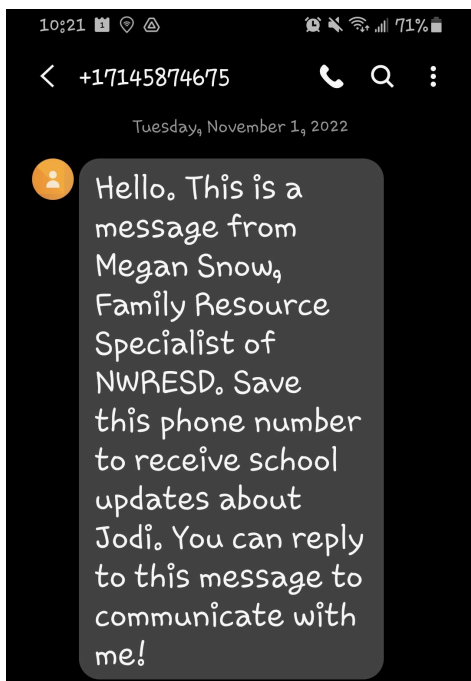 10:21 71%
+17145874675
Tuesday, November 1, 2022
Hello. This is a
message from
Megan Snow,
Family Resource
Specialist of
NWRESD. Save
this phone number
to receive school
updates about
Jodi. You can reply
to this message to
communicate with
me!